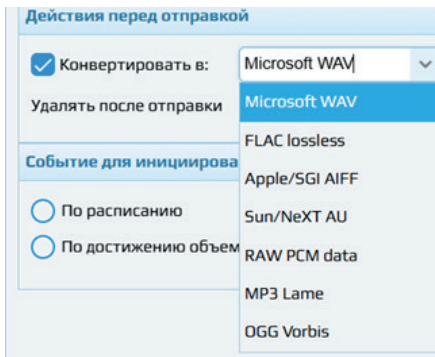 Действия перед отправкой
Конвертировать в: Microsoft WAV
Удалять после отправки
Microsoft WAV
FLAC lossless
Apple/SGI AIFF
Sun/NeXT AU
RAW PCM data
MP3 Lame
OGG Vorbis
Событие для инициирова
По расписанию
По достижению объем